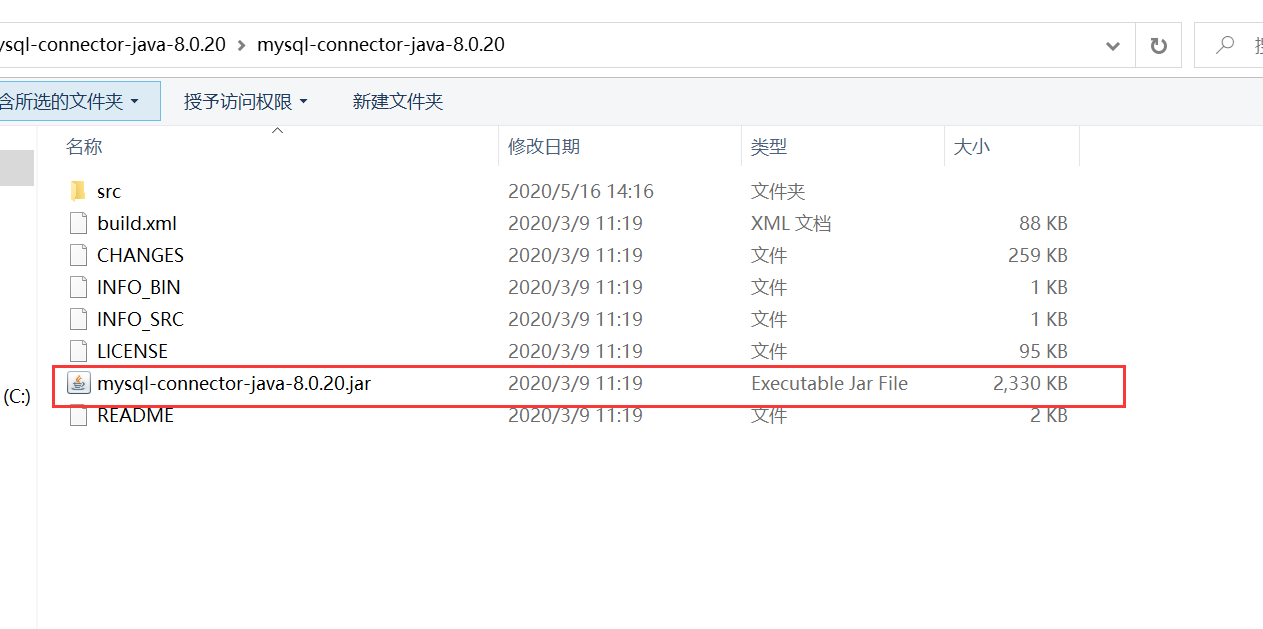 ysql-connector-java-8.0.20 > mysql-connector-java-8.0.20
含所选的文件夹 授予访问权限 新建文件夹
名称 修改日期 类型 大小
src 2020/5/16 14:16 文件夹
build.xml 2020/3/9 11:19 XML 文档 88 KB
CHANGES 2020/3/9 11:19 文件 259 KB
INFO_BIN 2020/3/9 11:19 文件 1 KB
INFO_SRC 2020/3/9 11:19 文件 1 KB
LICENSE 2020/3/9 11:19 文件 95 KB
mysql-connector-java-8.0.20.jar 2020/3/9 11:19 Executable Jar File 2,330 KB
(C:)
README 2020/3/9 11:19 文件 2 KB